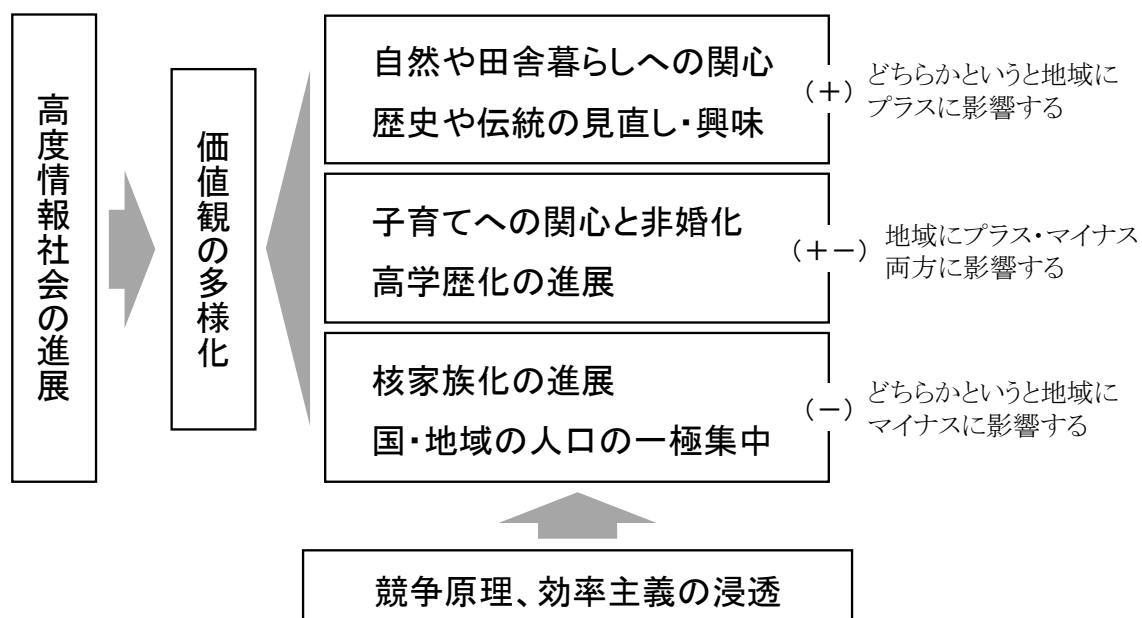 高度情報社会の進展
価値観の多様化
自然や田舎暮らしへの関心
歴史や伝統の見直し・興味
（＋）
どちらかというと地域に
プラスに影響する
子育てへの関心と非婚化
高学歴化の進展
（＋－）
地域にプラス・マイナス
両方に影響する
核家族化の進展
国・地域の人口の一極集中
（－）
どちらかというと地域に
マイナスに影響する
競争原理、効率主義の浸透